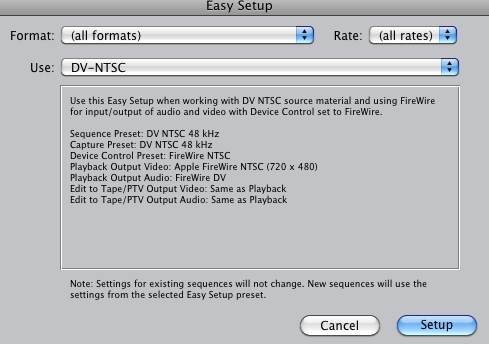 Easy Setup
Format: (all formats) Rate: (all rates)
Use: DV-NTSC
Use this Easy Setup when working with DV NTSC source material and using FireWire
for input/output of audio and video with Device Control set to FireWire.
Sequence Preset: DV NTSC 48 kHz
Capture Preset: DV NTSC 48 kHz
Device Control Preset: FireWire NTSC
Playback Output Video: Apple FireWire NTSC (720 x 480)
Playback Output Audio: FireWire DV
Edit to Tape/PTV Output Video: Same as Playback
Edit to Tape/PTV Output Audio: Same as Playback
Note: Settings for existing sequences will not change. New sequences will use the
settings from the selected Easy Setup preset.
Cancel Setup